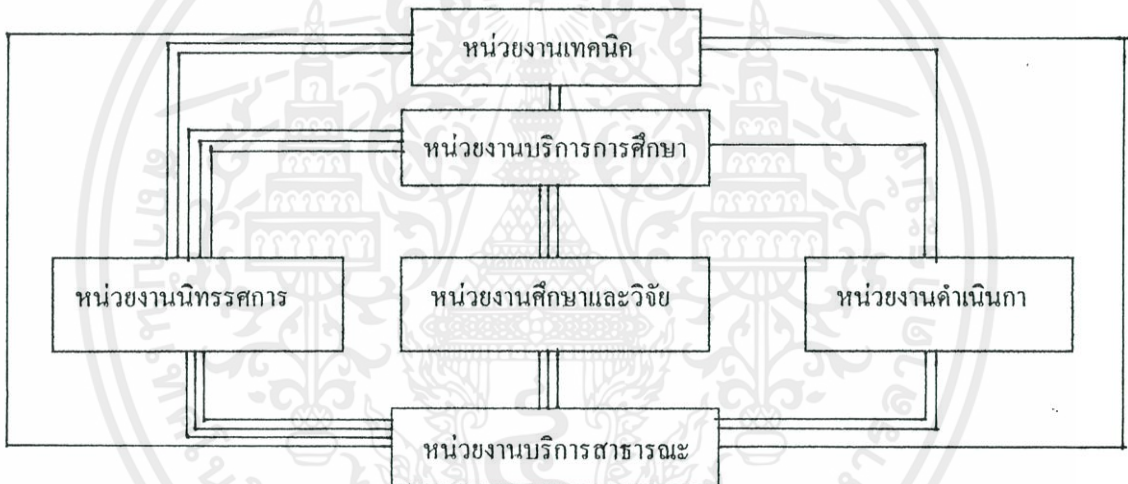 หน่วยงานเทคนิค
หน่วยงานบริการการศึกษา
หน่วยงานนิทรรศการ
หน่วยงานศึกษาและวิจัย
หน่วยงานดำเนินกา
หน่วยงานบริการสาธารณะ